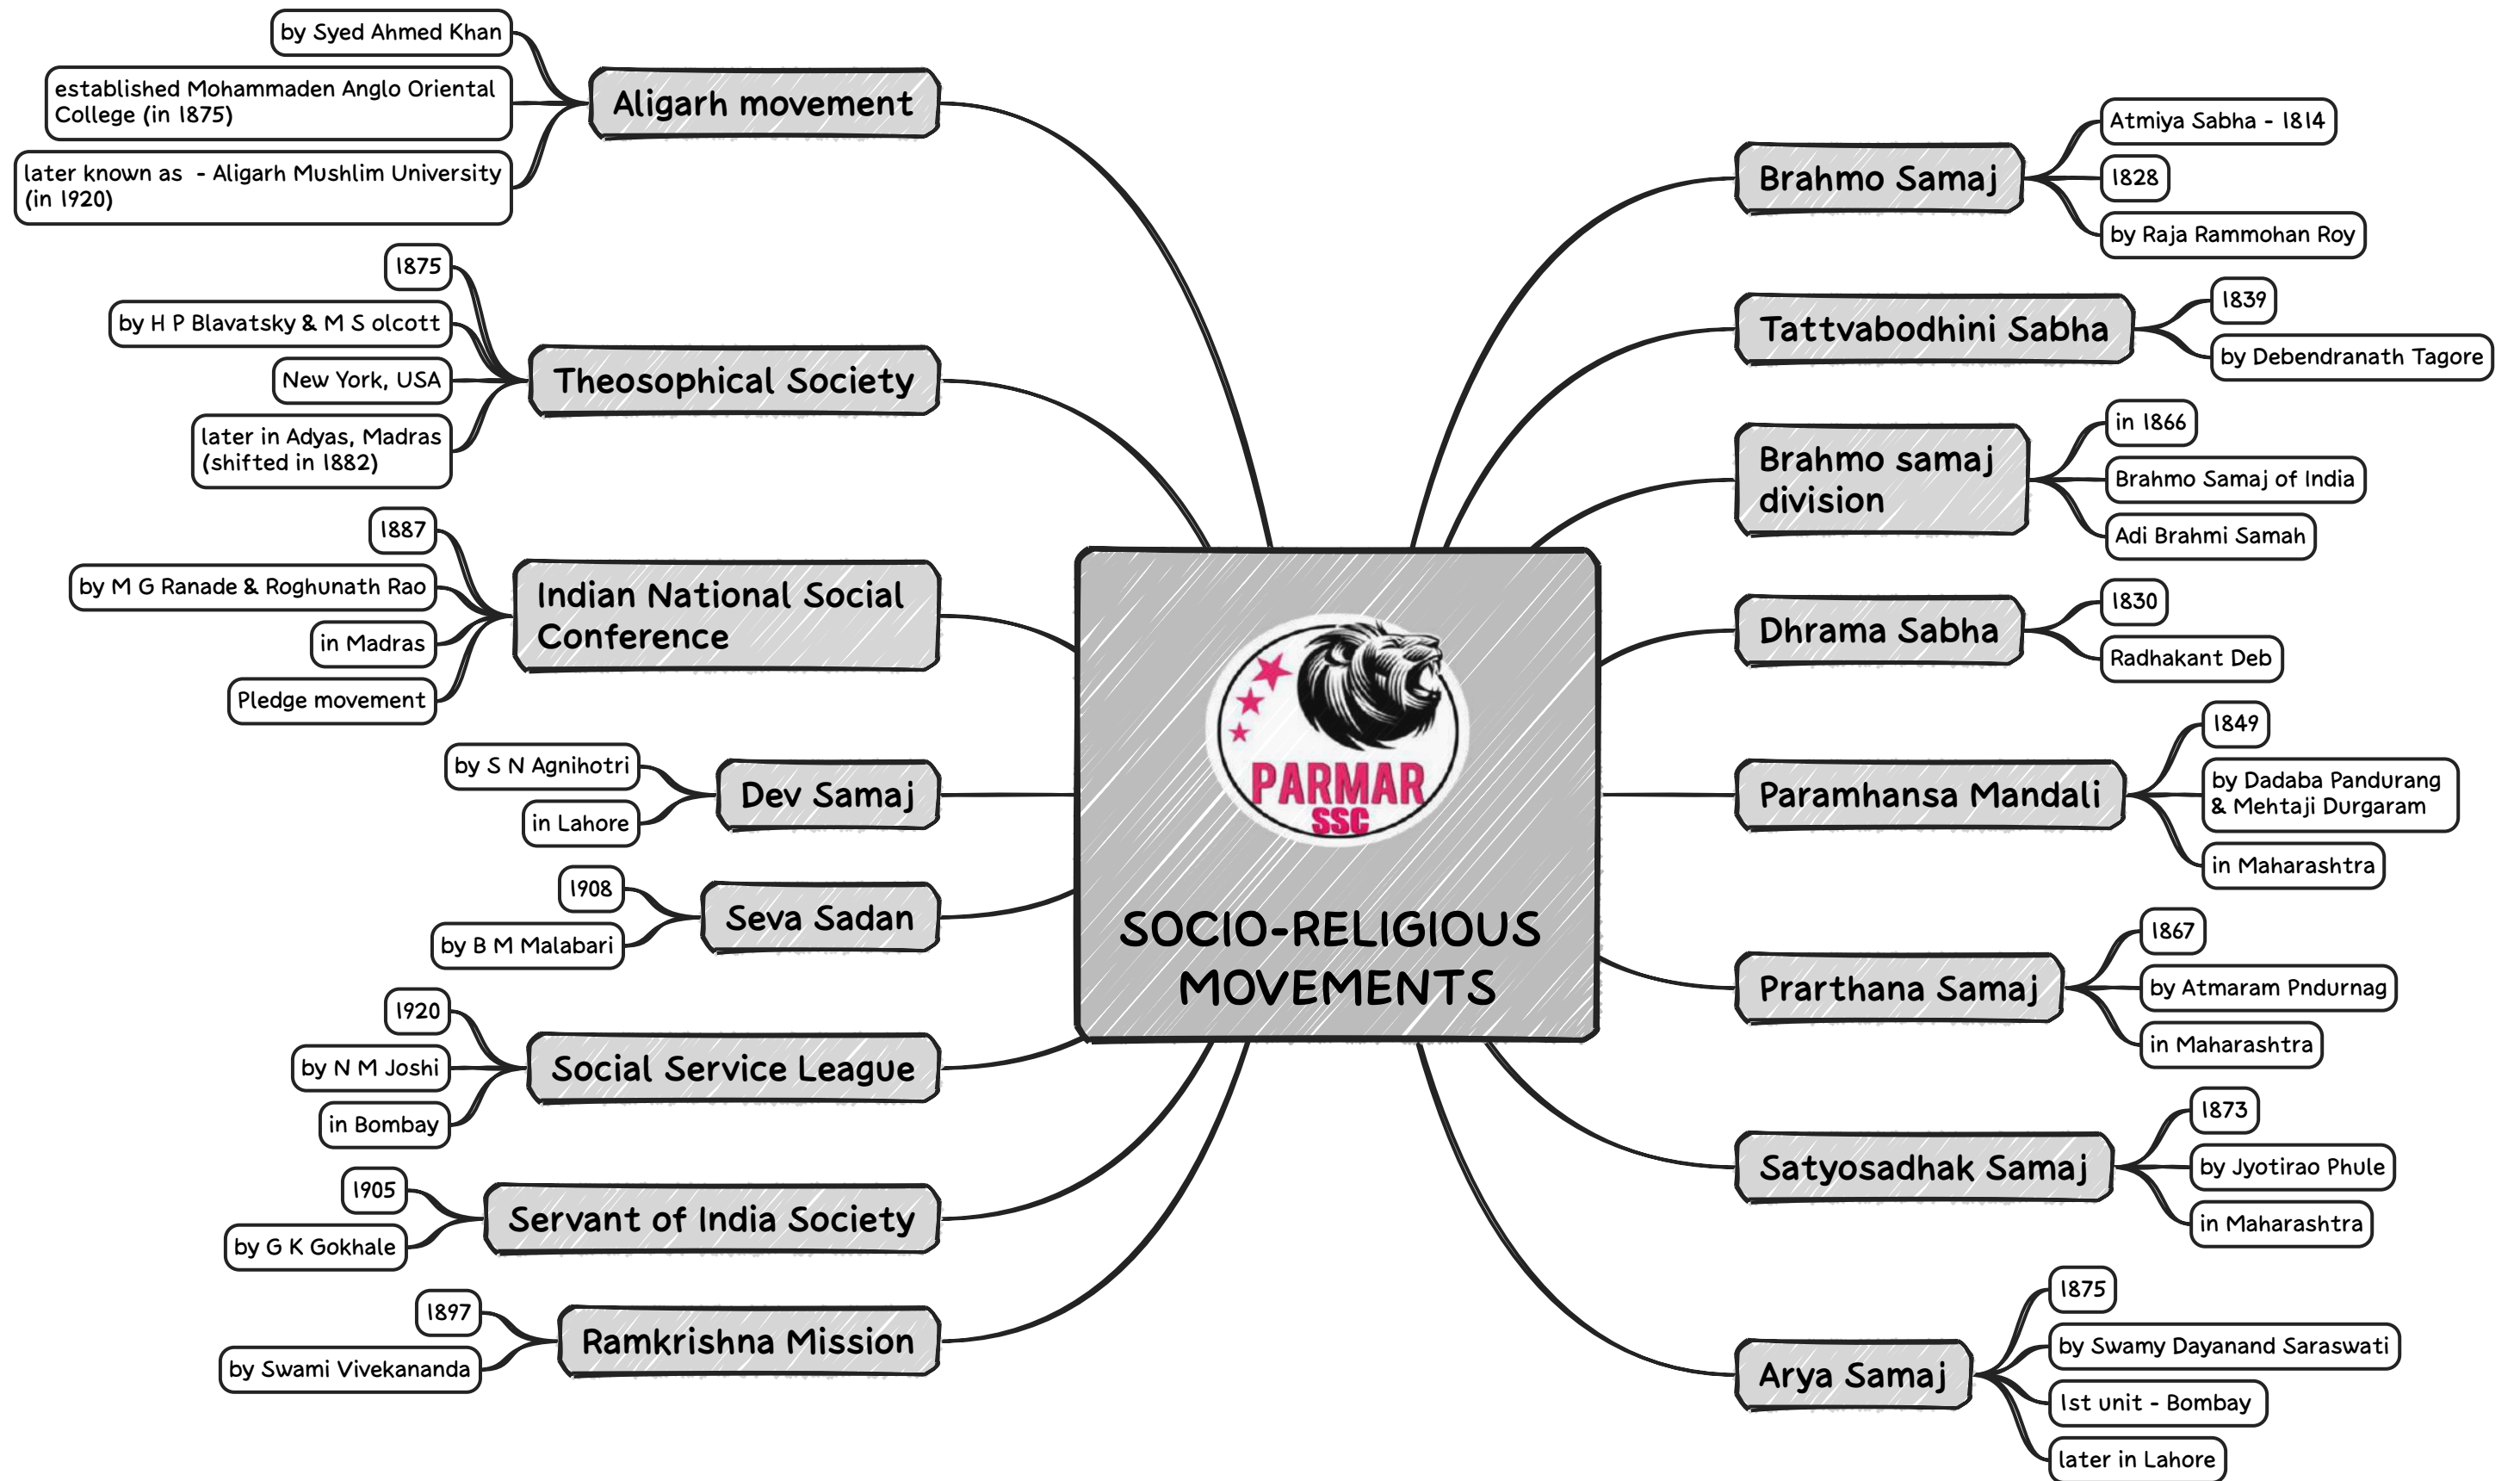 SOCIO-RELIGIOUS
MOVEMENTS
PARMAR
SSC
Brahmo Samaj
Atmiya Sabha - 1814
1828
by Raja Rammohan Roy
Tattvabodhini Sabha
1839
by Debendranath Tagore
Brahmo samaj
division
in 1866
Brahmo Samaj of India
Adi Brahmi Samah
Dhrama Sabha
1830
Radhakant Deb
Paramhansa Mandali
1849
by Dadaba Pandurang
& Mehtaji Durgaram
in Maharashtra
Prarthana Samaj
1867
by Atmaram Pndurnag
in Maharashtra
Satyosadhak Samaj
1873
by Jyotirao Phule
in Maharashtra
Arya Samaj
1875
by Swamy Dayanand Saraswati
1st unit - Bombay
later in Lahore
Aligarh movement
by Syed Ahmed Khan
established Mohammaden Anglo Oriental
College (in 1875)
later known as - Aligarh Mushlim University
(in 1920)
Theosophical Society
1875
by H P Blavatsky & M S olcott
New York, USA
later in Adyas, Madras
(shifted in 1882)
Indian National Social
Conference
1887
by M G Ranade & Roghunath Rao
in Madras
Pledge movement
Dev Samaj
by S N Agnihotri
in Lahore
Seva Sadan
1908
by B M Malabari
Social Service League
1920
by N M Joshi
in Bombay
Servant of India Society
1905
by G K Gokhale
Ramkrishna Mission
1897
by Swami Vivekananda